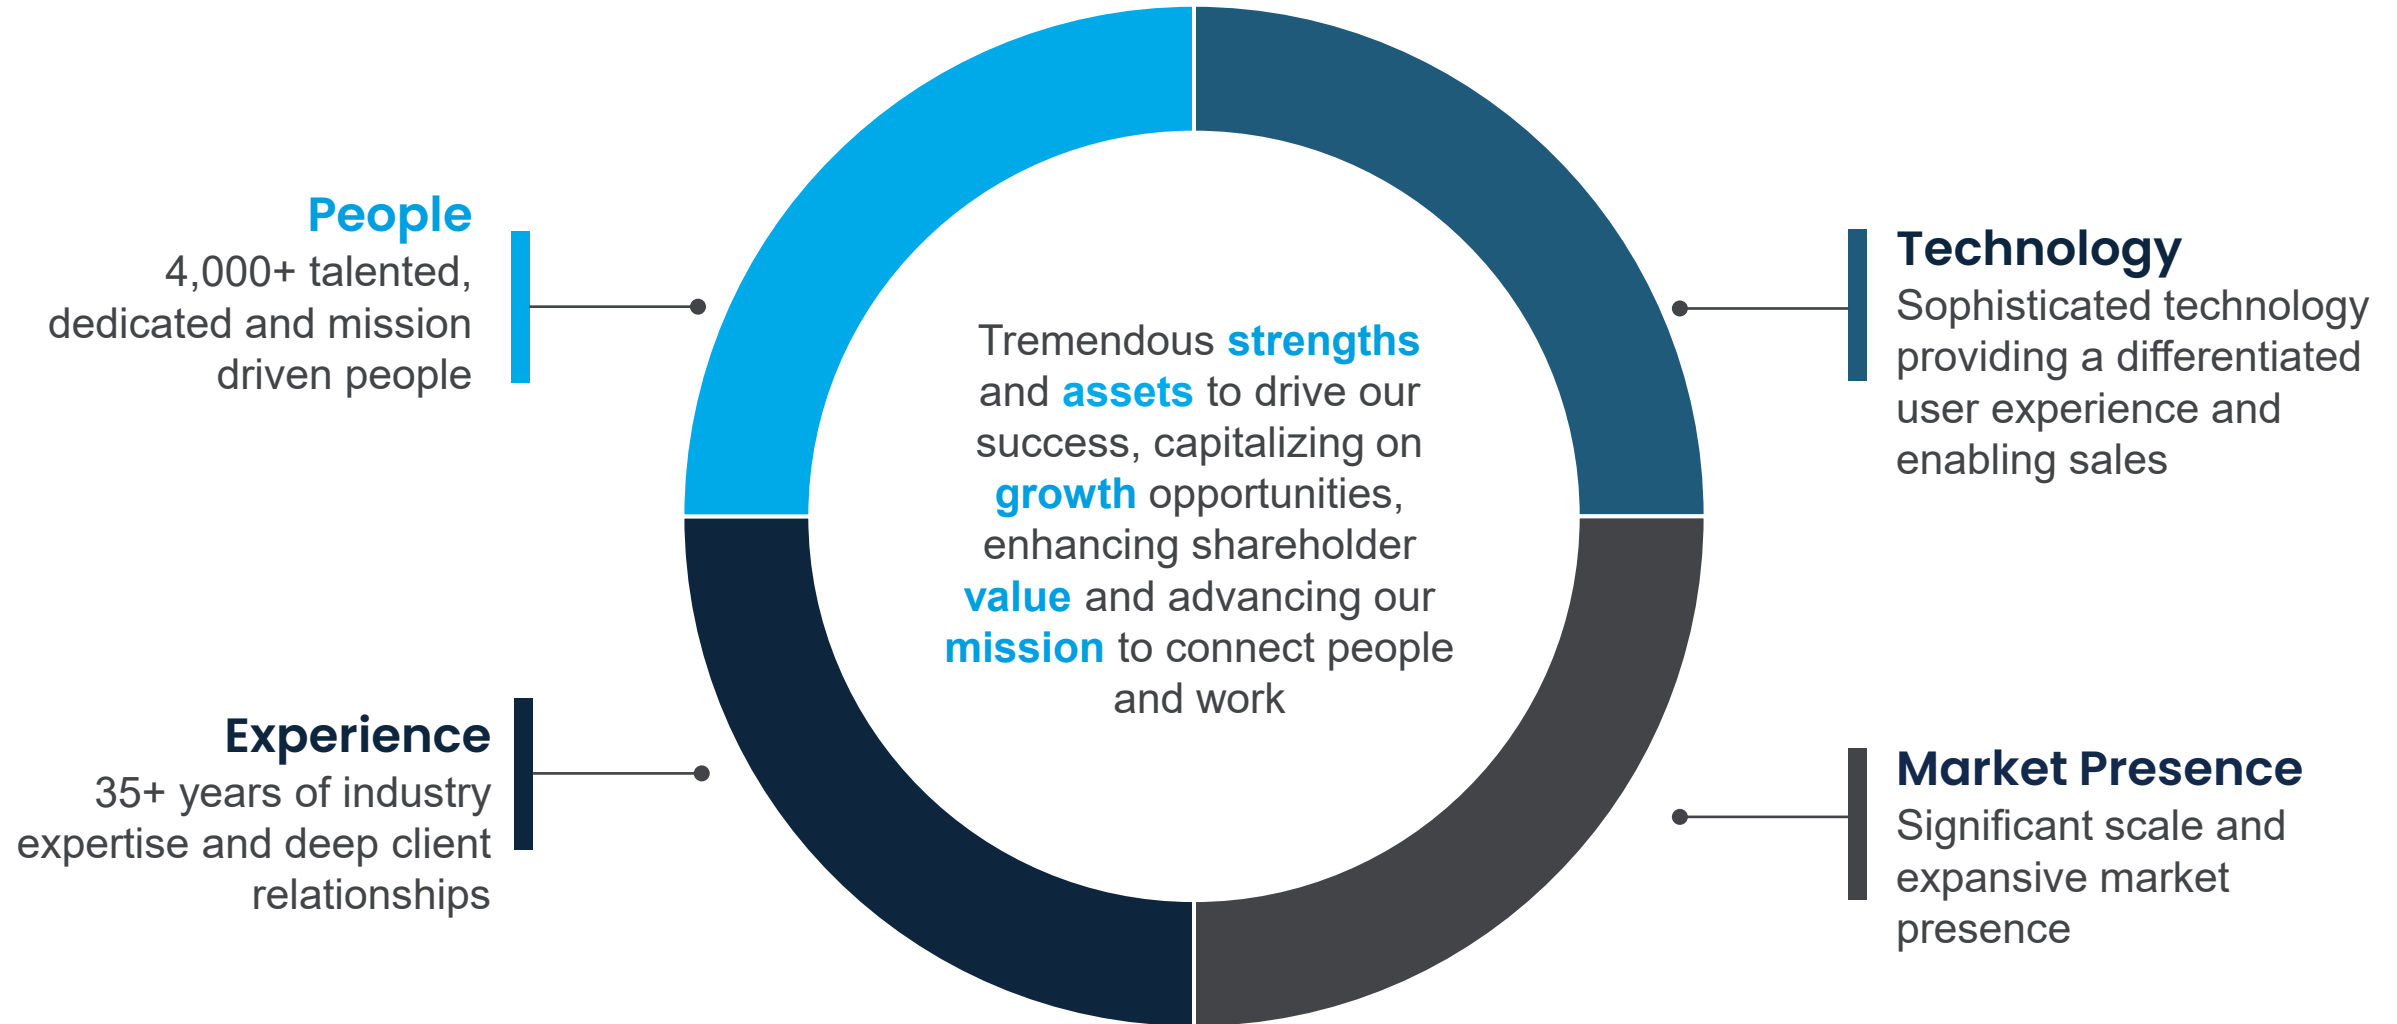 People
4,000+ talented,
dedicated and mission
driven people
Technology
Sophisticated technology
providing a differentiated
user experience and
enabling sales
Tremendous strengths
and assets to drive our
success, capitalizing on
growth opportunities,
enhancing shareholder
value and advancing our
mission to connect people
and work
Experience
35+ years of industry
expertise and deep client
relationships
Market Presence
Significant scale and
expansive market
presence